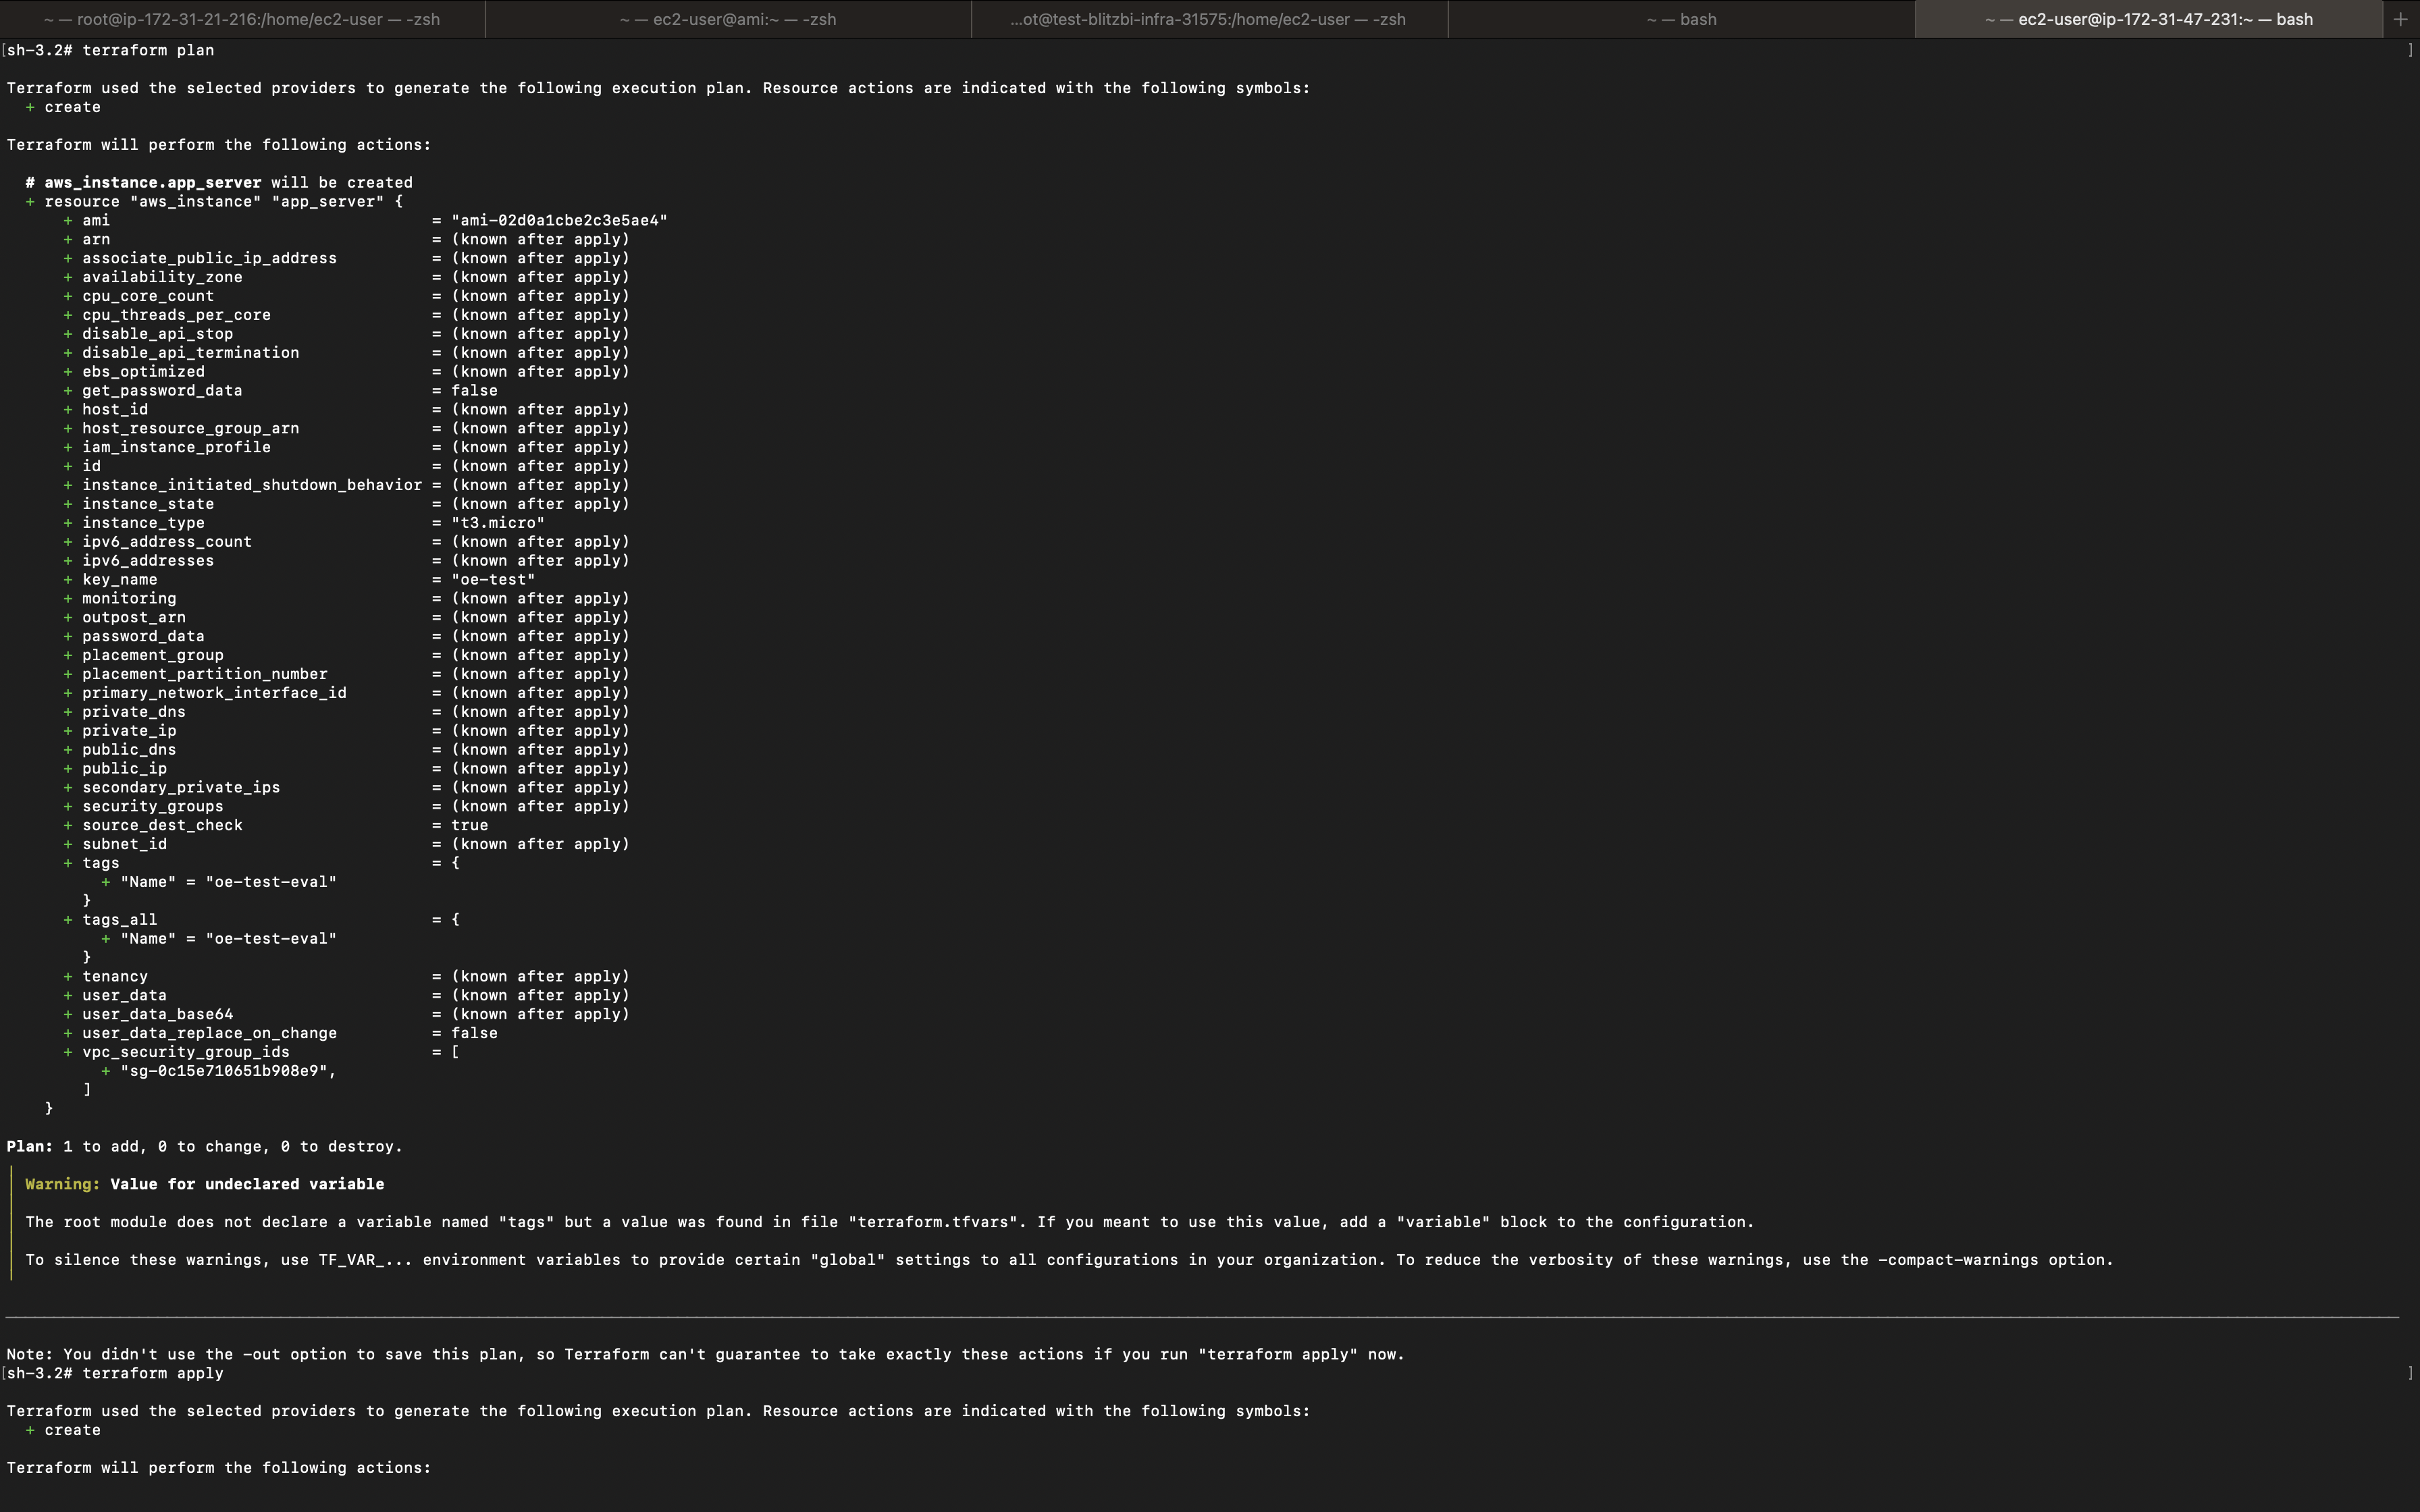 ~ — root@ip-172-31-21-216:/home/ec2-user — -zsh
~ — ec2-user@ami:~ — -zsh
...ot@test-blitzbi-infra-31575:/home/ec2-user — -zsh
~ — bash
~ — ec2-user@ip-172-31-47-231:~ — bash
+
[sh-3.2# terraform plan ]
Terraform used the selected providers to generate the following execution plan. Resource actions are indicated with the following symbols:
+ create
Terraform will perform the following actions:
# aws_instance.app_server will be created
+ resource "aws_instance" "app_server" {
+ ami = "ami-02d0a1cbe2c3e5ae4"
+ arn = (known after apply)
+ associate_public_ip_address = (known after apply)
+ availability_zone = (known after apply)
+ cpu_core_count = (known after apply)
+ cpu_threads_per_core = (known after apply)
+ disable_api_stop = (known after apply)
+ disable_api_termination = (known after apply)
+ ebs_optimized = (known after apply)
+ get_password_data = false
+ host_id = (known after apply)
+ host_resource_group_arn = (known after apply)
+ iam_instance_profile = (known after apply)
+ id = (known after apply)
+ instance_initiated_shutdown_behavior = (known after apply)
+ instance_state = (known after apply)
+ instance_type = "t3.micro"
+ ipv6_address_count = (known after apply)
+ ipv6_addresses = (known after apply)
+ key_name = "oe-test"
+ monitoring = (known after apply)
+ outpost_arn = (known after apply)
+ password_data = (known after apply)
+ placement_group = (known after apply)
+ placement_partition_number = (known after apply)
+ primary_network_interface_id = (known after apply)
+ private_dns = (known after apply)
+ private_ip = (known after apply)
+ public_dns = (known after apply)
+ public_ip = (known after apply)
+ secondary_private_ips = (known after apply)
+ security_groups = (known after apply)
+ source_dest_check = true
+ subnet_id = (known after apply)
+ tags = {
+ "Name" = "oe-test-eval"
}
+ tags_all = {
+ "Name" = "oe-test-eval"
}
+ tenancy = (known after apply)
+ user_data = (known after apply)
+ user_data_base64 = (known after apply)
+ user_data_replace_on_change = false
+ vpc_security_group_ids = [
+ "sg-0c15e710651b908e9",
]
}
Plan: 1 to add, 0 to change, 0 to destroy.
Warning: Value for undeclared variable
The root module does not declare a variable named "tags" but a value was found in file "terraform.tfvars". If you meant to use this value, add a "variable" block to the configuration.
To silence these warnings, use TF_VAR_... environment variables to provide certain "global" settings to all configurations in your organization. To reduce the verbosity of these warnings, use the -compact-warnings option.
Note: You didn't use the -out option to save this plan, so Terraform can't guarantee to take exactly these actions if you run "terraform apply" now.
[sh-3.2# terraform apply ]
Terraform used the selected providers to generate the following execution plan. Resource actions are indicated with the following symbols:
+ create
Terraform will perform the following actions: